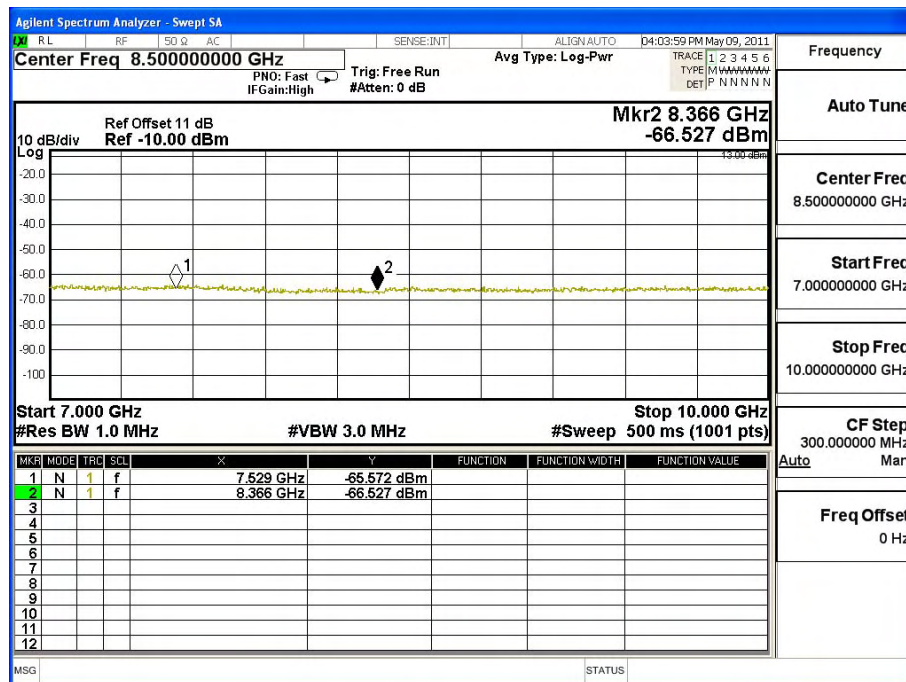 Agilent Spectrum Analyzer - Swept SA
LXI RL RF 50 Ω AC SENSE:INT ALIGN AUTO 04:03:59 PM May 09, 2011
Center Freq 8.500000000 GHz
PNO: Fast
IFGain:High
Trig: Free Run
#Atten: 0 dB
Avg Type: Log-Pwr
TRACE 1 2 3 4 5 6
TYPE M WWWWW
DET P N N N N N
Mkr2 8.366 GHz
-66.527 dBm
Ref Offset 11 dB
10 dB/div Ref -10.00 dBm
Log
-13.00 dBm
-20.0
-30.0
-40.0
-50.0
-60.0
-70.0
-80.0
-90.0
-100
1
2
Start 7.000 GHz Stop 10.000 GHz
#Res BW 1.0 MHz #VBW 3.0 MHz #Sweep 500 ms (1001 pts)
MKR MODE TRC SCL X Y FUNCTION FUNCTION WIDTH FUNCTION VALUE
1 N 1 f 7.529 GHz -65.572 dBm
2 N 1 f 8.366 GHz -66.527 dBm
3
4
5
6
7
8
9
10
11
12
MSG STATUS
Frequency
Auto Tune
Center Freq
8.500000000 GHz
Start Freq
7.000000000 GHz
Stop Freq
10.000000000 GHz
CF Step
300.000000 MHz
Auto Man
Freq Offset
0 Hz